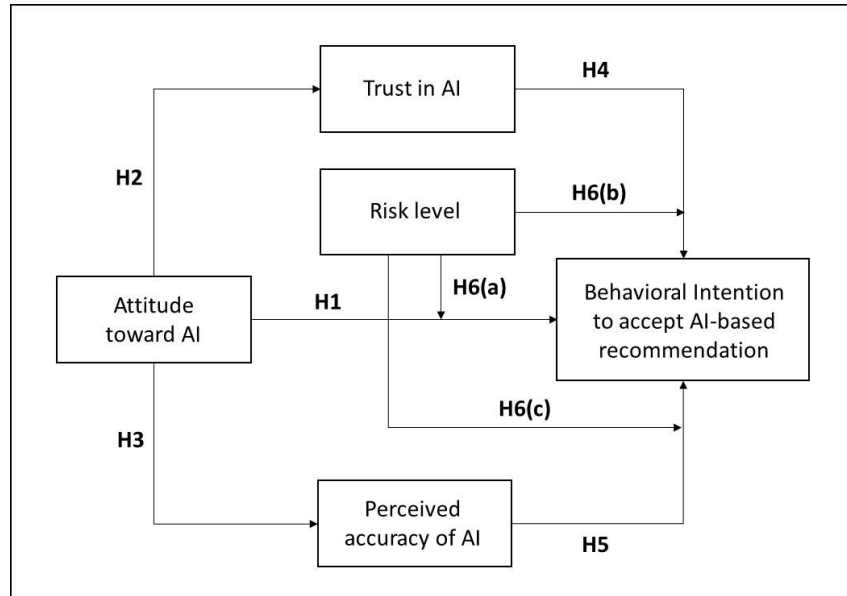 Trust in AI
H4
H2
Risk level
H6(b)
H6(a)
Attitude
toward AI
H1
Behavioral Intention
to accept AI-based
recommendation
H6(c)
H3
Perceived
accuracy of AI
H5